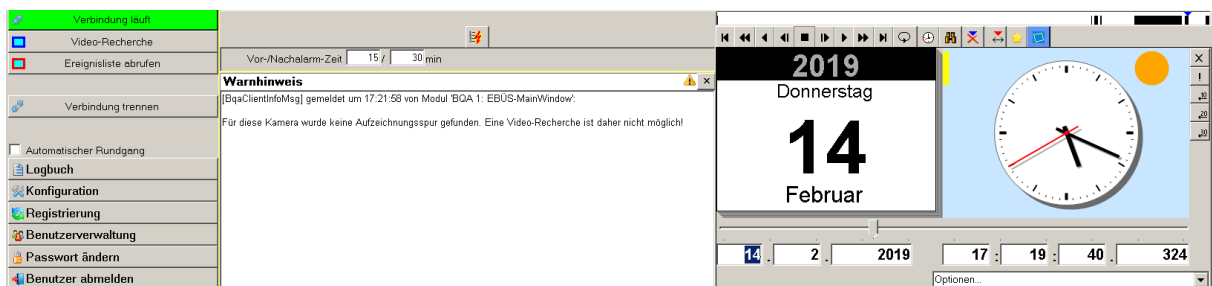 Verbindung läuft
Video-Recherche
Ereignisliste abrufen
Verbindung trennen
Automatischer Rundgang
Logbuch
Konfiguration
Registrierung
Benutzerverwaltung
Passwort ändern
Benutzer abmelden
Vor-/Nachalarm-Zeit 15 / 30 min
Warnhinweis
[BqaClientInfoMsg] gemeldet um 17:21:58 von Modul 'BQA 1: EBÜS-MainWindow':
Für diese Kamera wurde keine Aufzeichnungsspur gefunden. Eine Video-Recherche ist daher nicht möglich!
2019
Donnerstag
14
Februar
10
20
30
14 . 2 . 2019 17 : 19 : 40 . 324
Optionen...